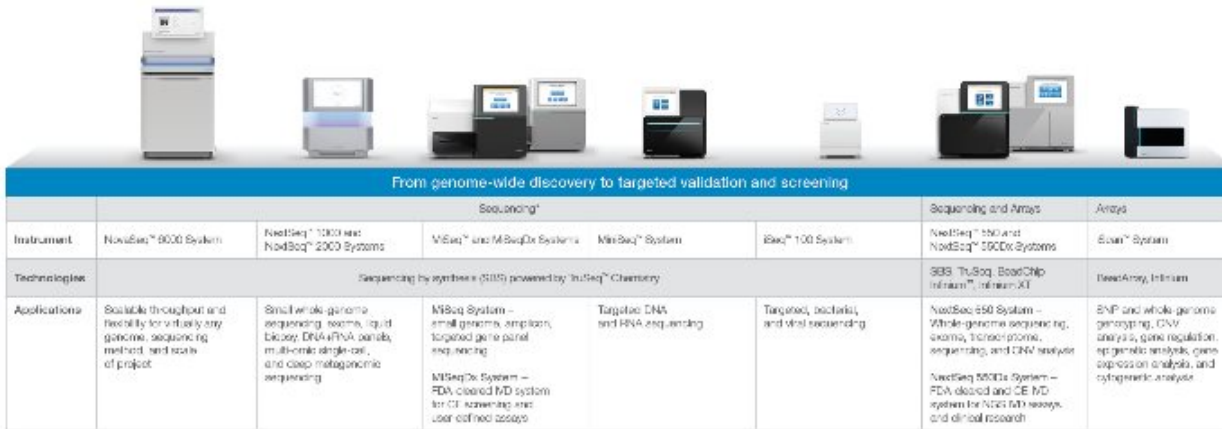 From genome-wide discovery to targeted validation and screening
Sequencing*
Sequencing and Arrays
Arrays
Instrument
NovaSeq™ 6000 System
NextSeq™ 1000 and
NextSeq™ 2000 Systems
MiSeq™ and MiSeqDx Systems
MiniSeq™ System
iSeq™ 100 System
NextSeq™ 550 and
NextSeq™ 550Dx Systems
iScan™ System
Technologies
Sequencing by synthesis (SBS) powered by TruSeq™ Chemistry
SBS, TruSeq, BeadChip
Infinium™, Infinium XT
BeadArray, Infinium
Applications
Scalable throughput and
flexibility for virtually any
genome, sequencing
method, and scale
of project
Small whole-genome
sequencing, exome, liquid
biopsy, DNA+RNA panels,
multi-omic single-cell,
and deep metagenomic
sequencing
MiSeq System –
small genome, amplicon,
targeted gene panel
sequencing
MiSeqDx System –
FDA-cleared IVD system
for CF screening and
user defined assays
Targeted DNA
and RNA sequencing
Targeted, bacterial,
and viral sequencing
NextSeq 550 System –
Whole-genome sequencing,
exome, transcriptome,
sequencing, and CNV analysis
NextSeq 550Dx System –
FDA-cleared and CE-IVD
system for NGS IVD assays
and clinical research
SNP and whole-genome
genotyping, CNV
analysis, gene regulation,
epigenetic analysis, gene
expression analysis, and
cytogenetic analysis